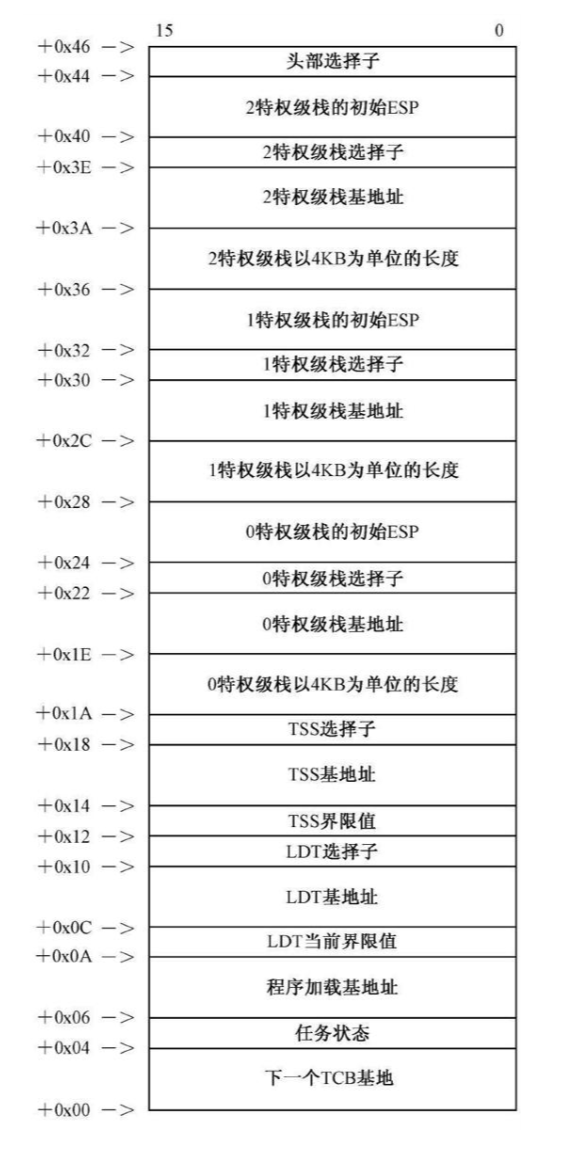 15 0
+0x46 —>
头部选择子
+0x44 —>
2特权级栈的初始ESP
+0x40 —>
2特权级栈选择子
+0x3E —>
2特权级栈基地址
+0x3A —>
2特权级栈以4KB为单位的长度
+0x36 —>
1特权级栈的初始ESP
+0x32 —>
1特权级栈选择子
+0x30 —>
1特权级栈基地址
+0x2C —>
1特权级栈以4KB为单位的长度
+0x28 —>
0特权级栈的初始ESP
+0x24 —>
0特权级栈选择子
+0x22 —>
0特权级栈基地址
+0x1E —>
0特权级栈以4KB为单位的长度
+0x1A —>
TSS选择子
+0x18 —>
TSS基地址
+0x14 —>
TSS界限值
+0x12 —>
LDT选择子
+0x10 —>
LDT基地址
+0x0C —>
LDT当前界限值
+0x0A —>
程序加载基地址
+0x06 —>
任务状态
+0x04 —>
下一个TCB基地
+0x00 —>